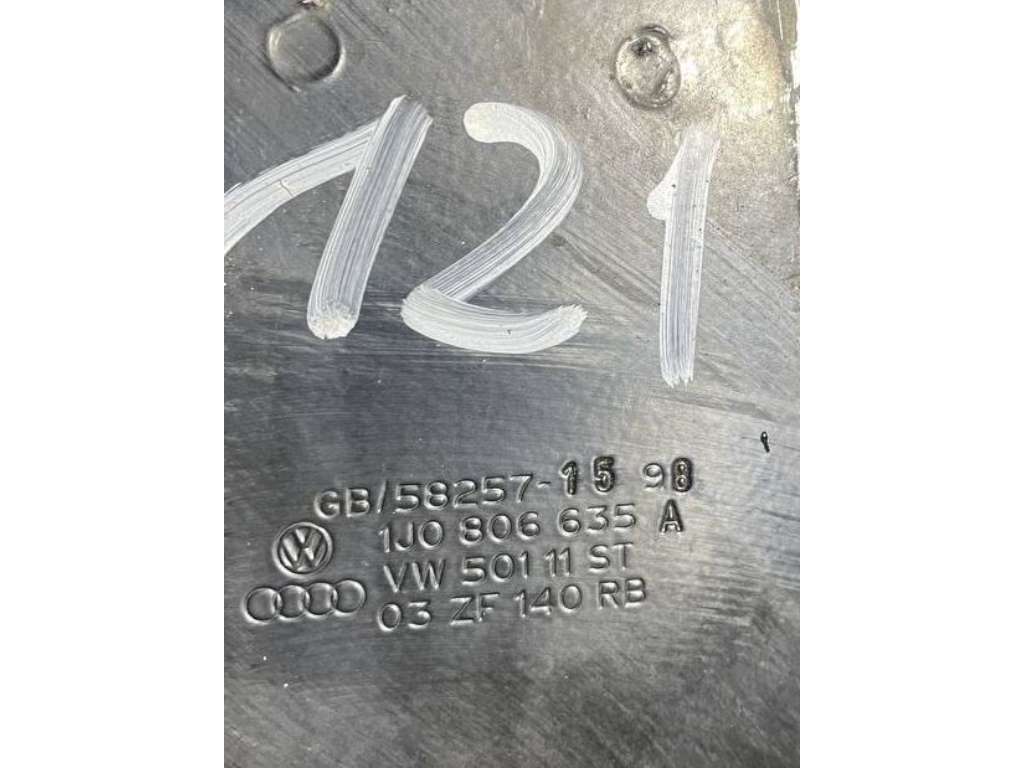 121
GB/58257-15 98
1J0 806 635 A
VW 501 11 ST
03 ZF 140 RB